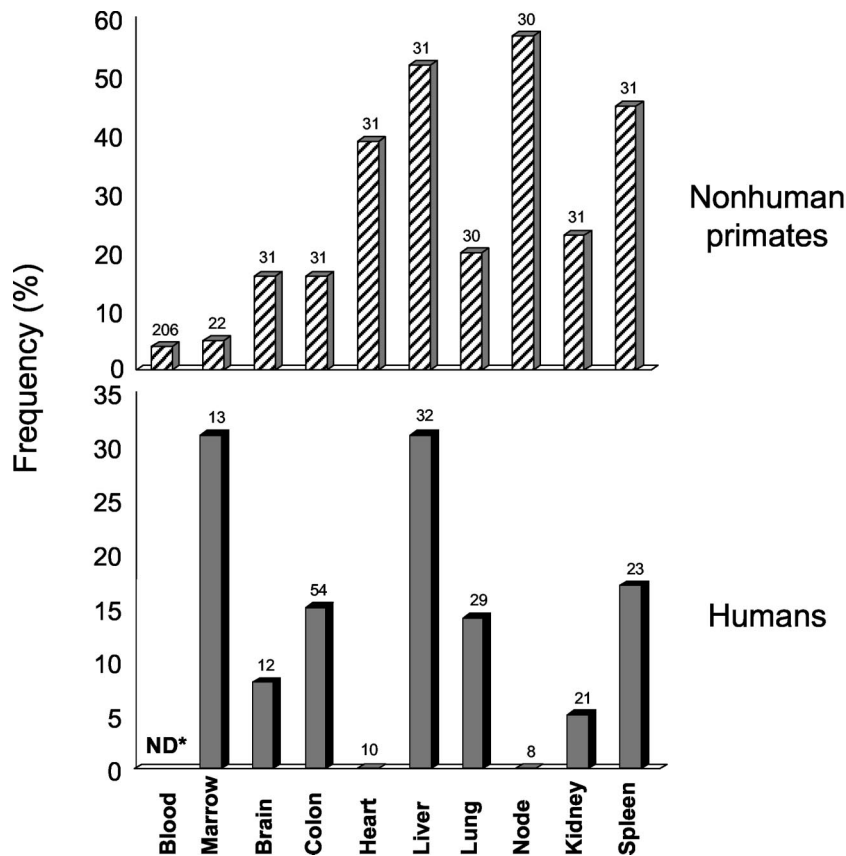 Frequency (%)
60
50
40
30
20
10
0
206
22
31
31
31
31
30
30
31
31
Nonhuman
primates
35
30
25
20
15
10
5
0
ND*
13
12
54
10
32
29
8
21
23
Humans
Blood
Marrow
Brain
Colon
Heart
Liver
Lung
Node
Kidney
Spleen